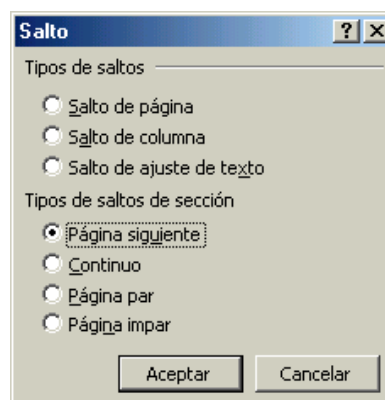 Salto
Tipos de saltos
Salto de página
Salto de columna
Salto de ajuste de texto
Tipos de saltos de sección
Página siguiente
Continuo
Página par
Página impar
Aceptar Cancelar